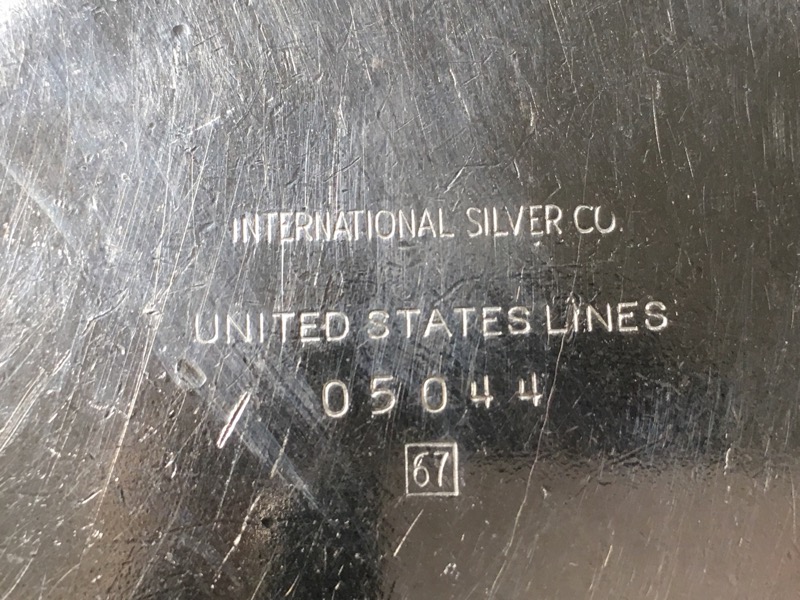 INTERNATIONAL SILVER CO.
UNITED STATES LINES
05044
67